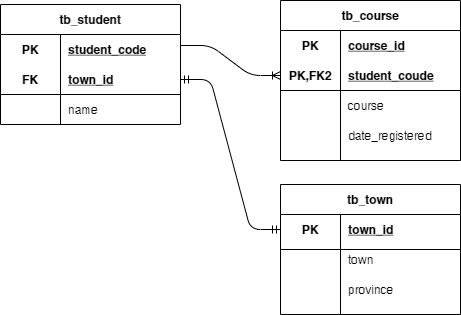 tb_student
PK student_code
FK town_id
name
tb_course
PK course_id
PK,FK2 student_coude
course
date_registered
tb_town
PK town_id
town
province